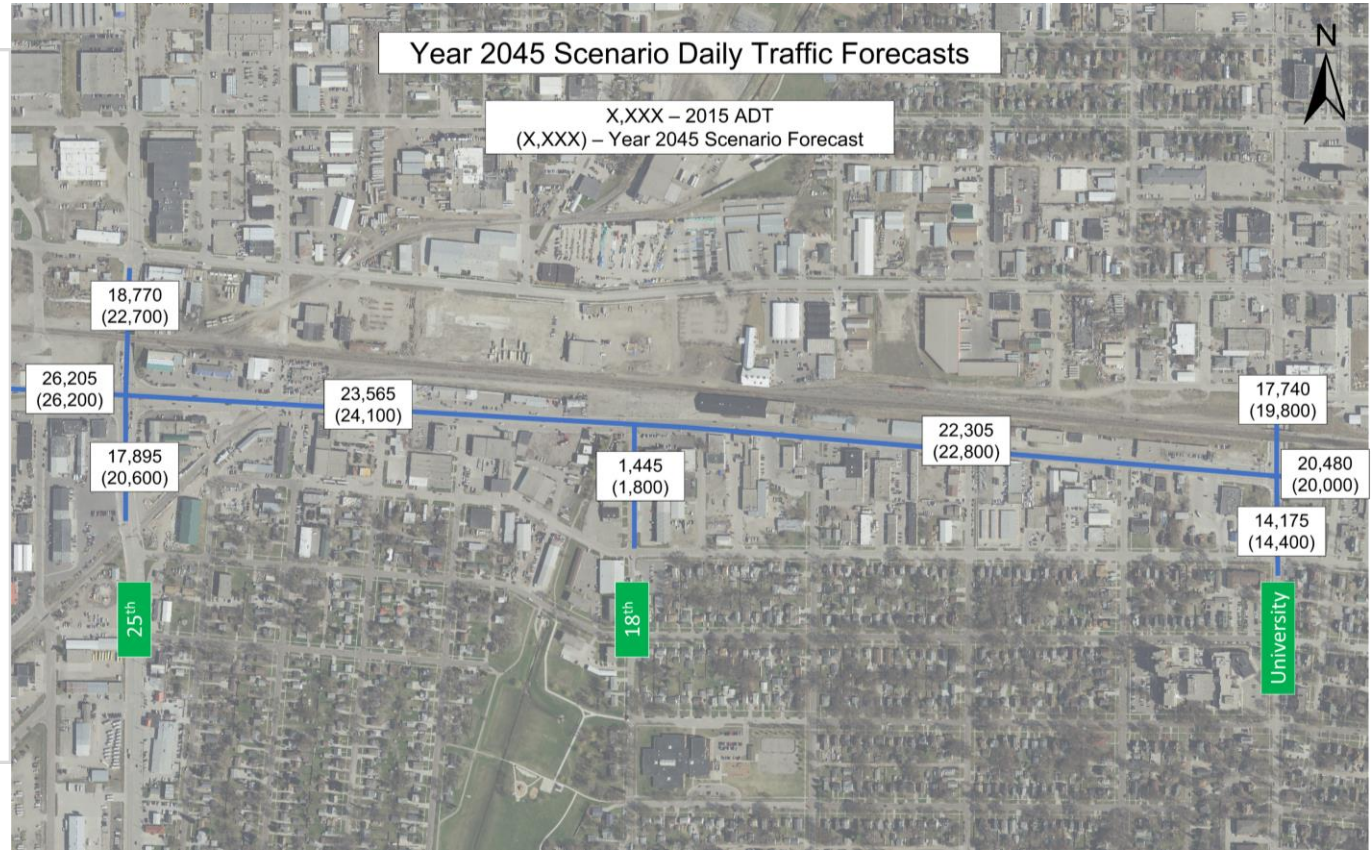 Year 2045 Scenario Daily Traffic Forecasts
N
X,XXX – 2015 ADT
(X,XXX) – Year 2045 Scenario Forecast
18,770
(22,700)
26,205
(26,200)
23,565
(24,100)
17,740
(19,800)
22,305
(22,800)
17,895
(20,600)
1,445
(1,800)
20,480
(20,000)
14,175
(14,400)
25th
18th
University